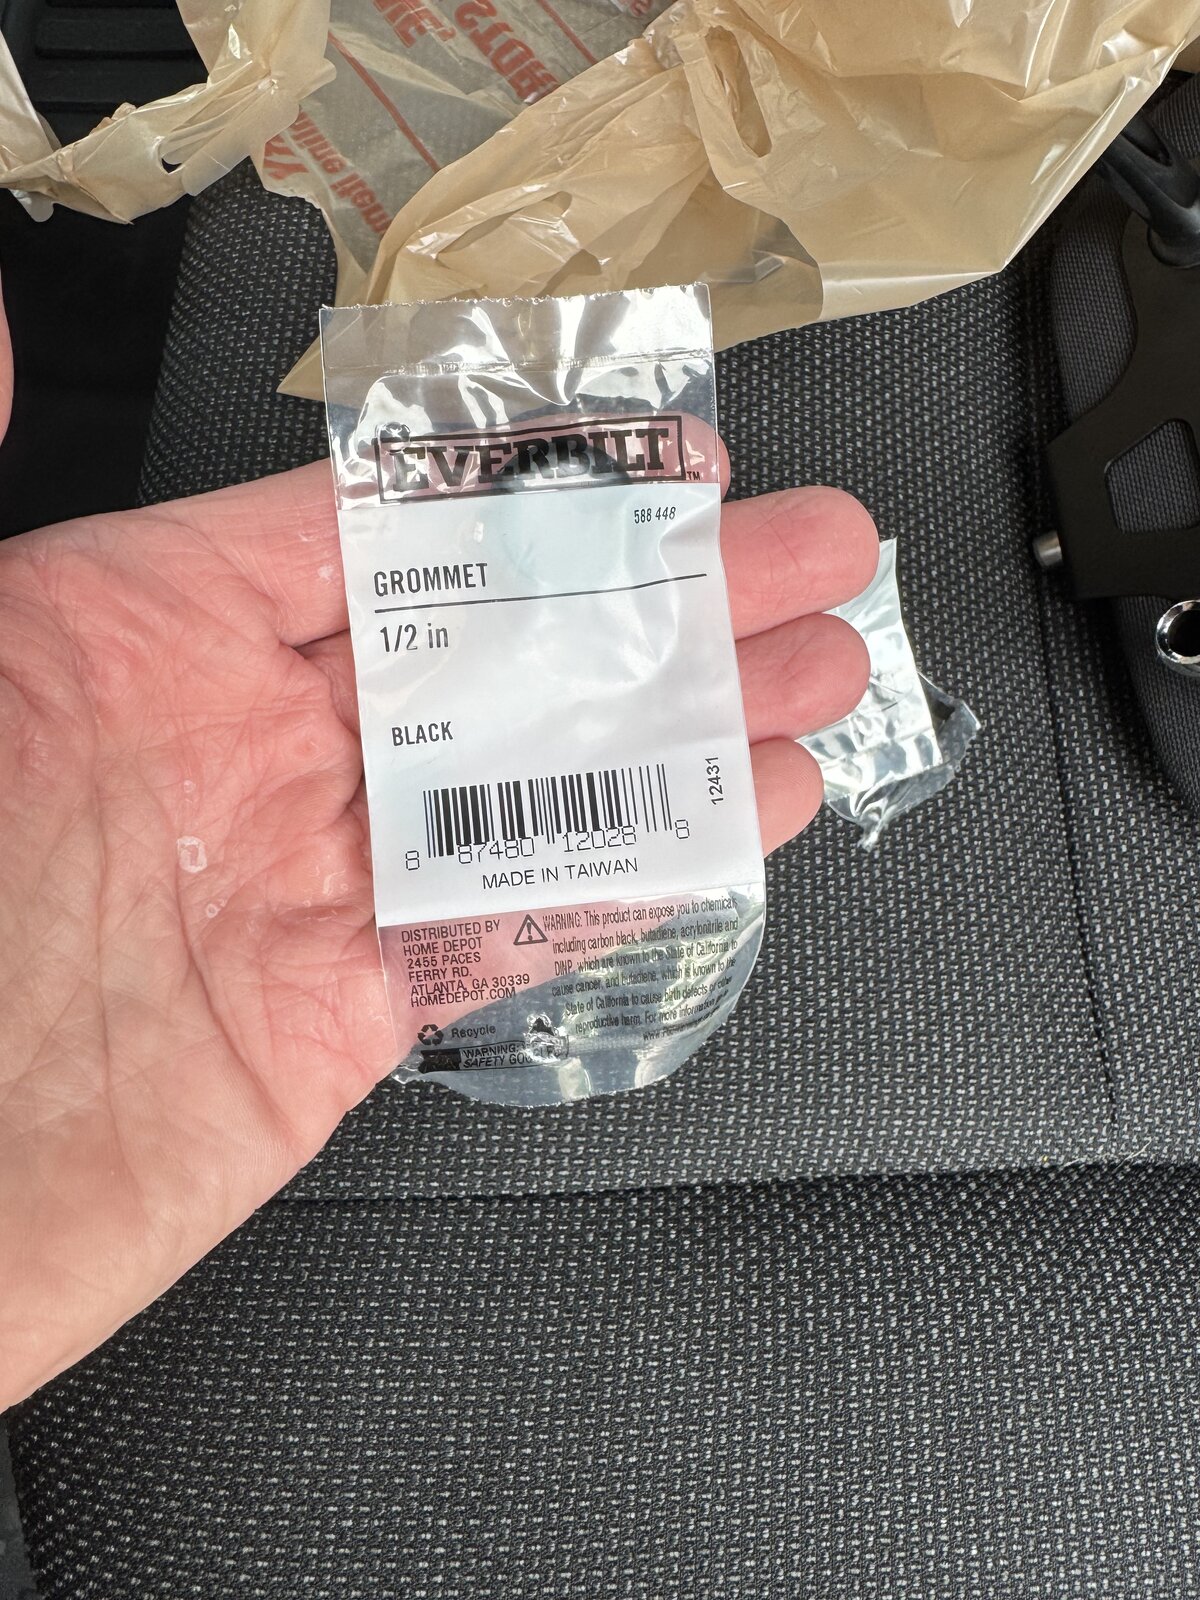 EVERBILT TM
588 448
GROMMET
1/2 in
BLACK
12431
8 87480 12028 8
MADE IN TAIWAN
DISTRIBUTED BY
HOME DEPOT
2455 PACES
FERRY RD.
ATLANTA, GA 30339
HOMEDEPOT.COM
WARNING: This product can expose you to chemicals
including carbon black, butadiene, acrylonitrile and
DINP, which are known to the State of California to
cause cancer, and butadiene, which is known to the
State of California to cause birth defects or other
reproductive harm. For more information go to
Recycle
WARNING:
SAFETY